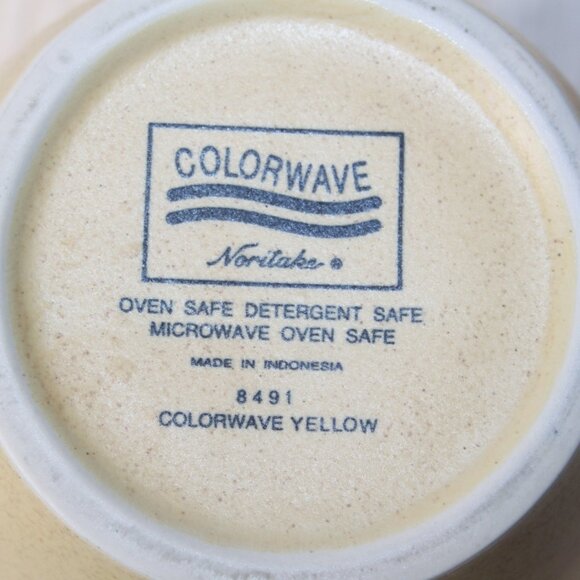 COLORWAVE
Noritake ®
OVEN SAFE DETERGENT SAFE
MICROWAVE OVEN SAFE
MADE IN INDONESIA
8491
COLORWAVE YELLOW